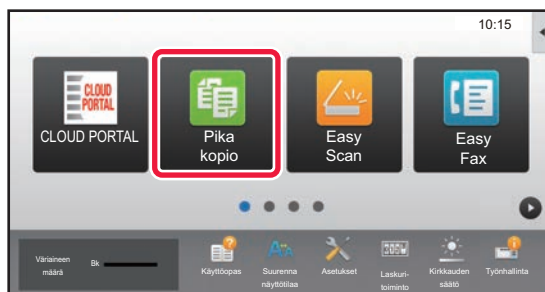 10:15
CLOUD
PORTAL
CLOUD PORTAL
Pika
kopio
Easy
Scan
Easy
Fax
Väriaineen
määrä
Bk
Käyttöopas
Suurenna
näyttötilaa
Asetukset
Laskuri-
toiminto
Kirkkauden
säätö
Työnhallinta